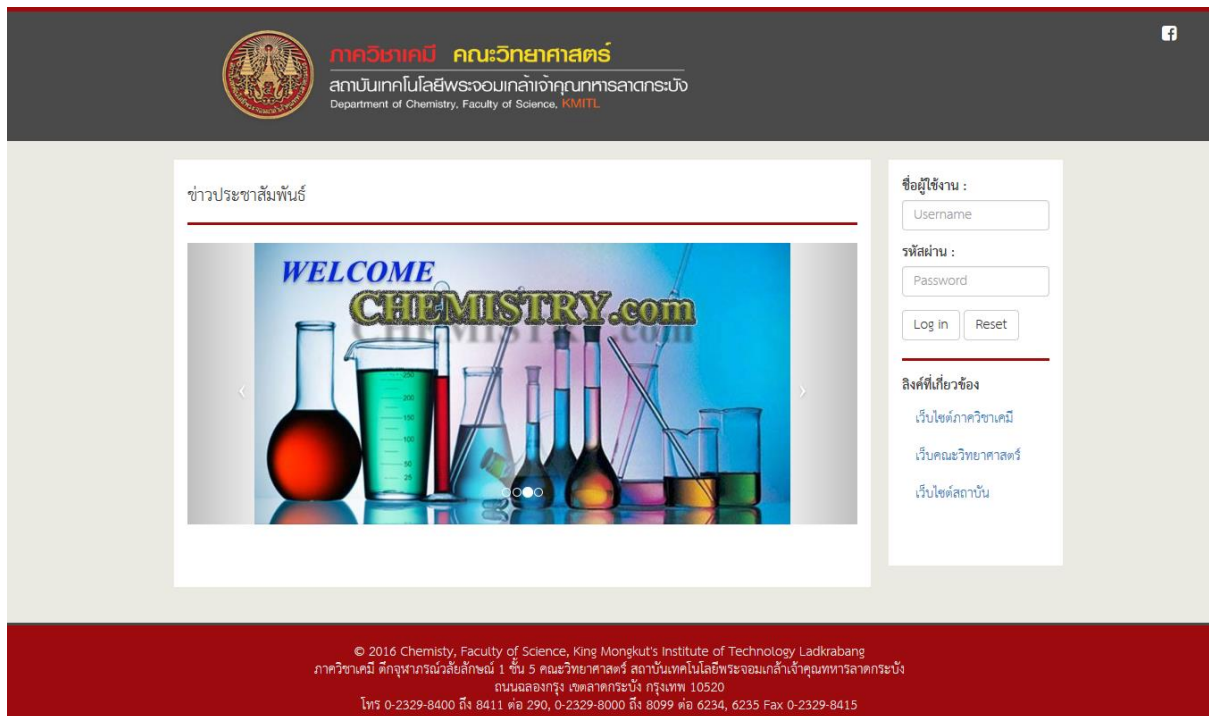 ภาควิชาเคมี คณะวิทยาศาสตร์
สถาบันเทคโนโลยีพระจอมเกล้าเจ้าคุณทหารลาดกระบัง
Department of Chemistry, Faculty of Science, KMITL
ข่าวประชาสัมพันธ์
WELCOME
CHEMISTRY.com
250
200
150
100
50
25
ชื่อผู้ใช้งาน :
Username
รหัสผ่าน :
Password
Log in Reset
ลิงค์ที่เกี่ยวข้อง
เว็บไซต์ภาควิชาเคมี
เว็บคณะวิทยาศาสตร์
เว็บไซต์สถาบัน
© 2016 Chemisty, Faculty of Science, King Mongkut's Institute of Technology Ladkrabang
ภาควิชาเคมี ตึกจุฬาภรณ์วลัยลักษณ์ 1 ชั้น 5 คณะวิทยาศาสตร์ สถาบันเทคโนโลยีพระจอมเกล้าเจ้าคุณทหารลาดกระบัง
ถนนฉลองกรุง เขตลาดกระบัง กรุงเทพ 10520
โทร 0-2329-8400 ถึง 8411 ต่อ 290, 0-2329-8000 ถึง 8099 ต่อ 6234, 6235 Fax 0-2329-8415